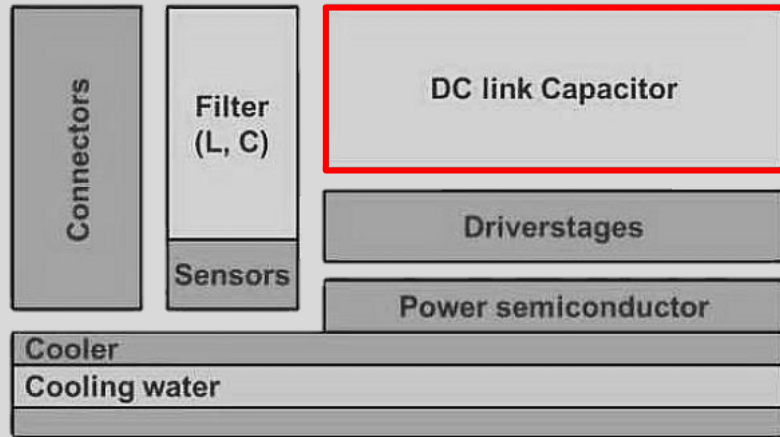 Connectors
Filter
(L, C)
Sensors
DC link Capacitor
Driverstages
Power semiconductor
Cooler
Cooling water